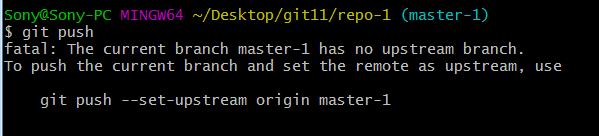 Sony@Sony-PC MINGW64 ~/Desktop/git11/repo-1 (master-1)
$ git push
fatal: The current branch master-1 has no upstream branch.
To push the current branch and set the remote as upstream, use
git push --set-upstream origin master-1